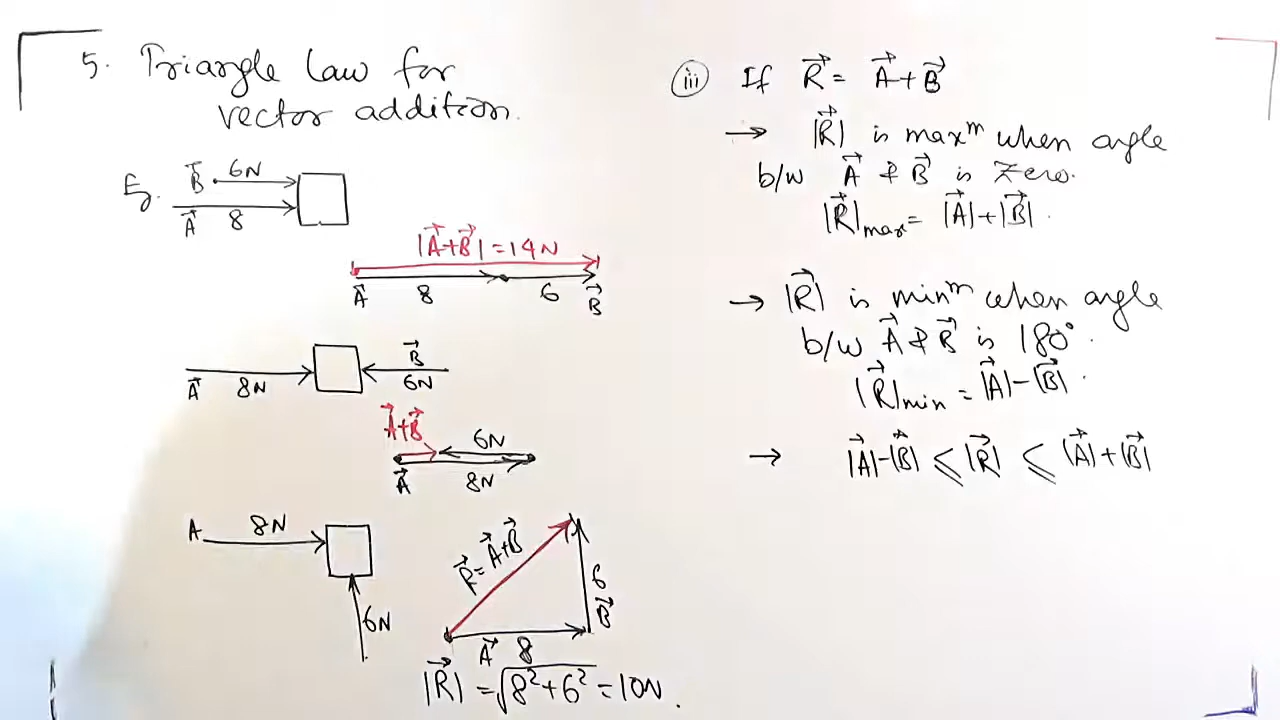 5. Triangle law for
vector addition.
Eg. B⃗ 6N
A⃗ 8
|A⃗+B⃗| = 14N
A⃗ 8 6 B⃗
A⃗ 8N B⃗ 6N
A⃗+B⃗ 6N
A⃗ 8N
A 8N
6N
R⃗ = A⃗+B⃗
6 B⃗
A⃗ 8
|R⃗| = √8²+6² = 10N.
(iii) If R⃗ = A⃗+B⃗
→ |R⃗| is maxᵐ when angle
b/w A⃗ & B⃗ is Zero.
|R⃗|max = |A⃗|+|B⃗|.
→ |R⃗| is minᵐ when angle
b/w A⃗ & B⃗ is 180°.
|R⃗|min = |A⃗|-|B⃗|.
→ |A⃗|-|B⃗| ⩽ |R⃗| ⩽ |A⃗|+|B⃗|